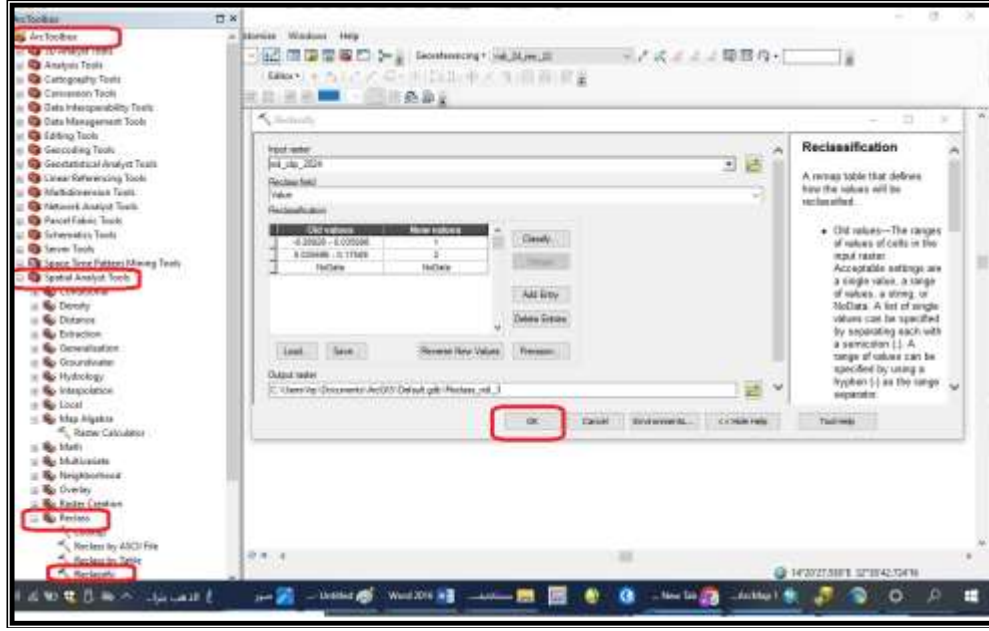 ArcToolbox
ArcToolbox
3D Analyst Tools
Analysis Tools
Cartography Tools
Conversion Tools
Data Interoperability Tools
Data Management Tools
Editing Tools
Geocoding Tools
Geostatistical Analyst Tools
Linear Referencing Tools
Multidimension Tools
Network Analyst Tools
Parcel Fabric Tools
Schematics Tools
Server Tools
Space Time Pattern Mining Tools
Spatial Analyst Tools
Conditional
Density
Distance
Extraction
Generalization
Groundwater
Hydrology
Interpolation
Local
Map Algebra
Raster Calculator
Math
Multivariate
Neighborhood
Overlay
Raster Creation
Reclass
Lookup
Reclass by ASCII File
Reclass by Table
Reclassify
Customize Windows Help
Georeferencing
Editor
Reclassify
Input raster
Reclass field
Value
Reclassification
Old values New values
1
2
NoData NoData
Classify...
Unique
Add Entry
Delete Entries
Load... Save... Reverse New Values Precision...
Output raster
OK Cancel Environments... << Hide Help Tool Help
Reclassification
A remap table that defines
how the values will be
reclassified.
• Old values—The ranges
of values of cells in the
input raster.
Acceptable settings are
a single value, a range
of values, a string, or
NoData. A list of single
values can be specified
by separating each with
a semicolon (;). A
range of values can be
specified by using a
hyphen (-) as the range
separator.
صور
Untitled
Word 2016
New Tab
ArcMap